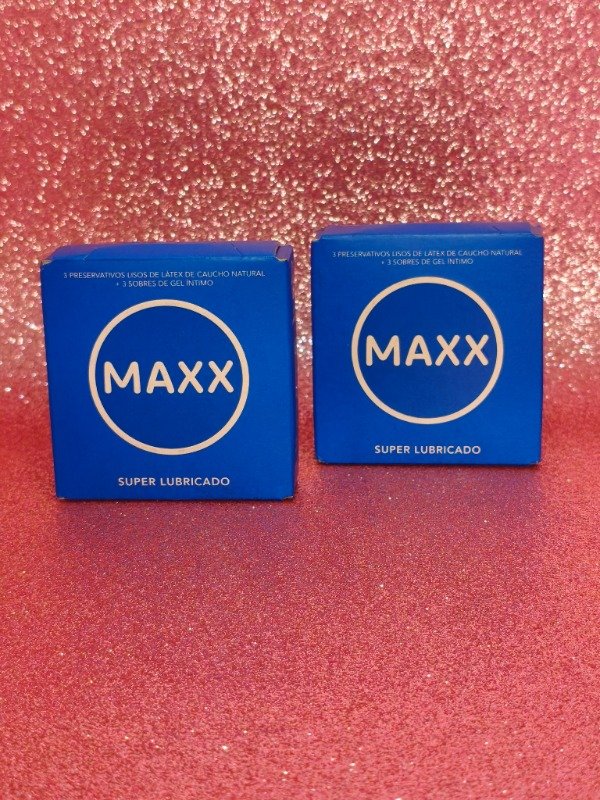 3 PRESERVATIVOS LISOS DE LÁTEX DE CAUCHO NATURAL
+ 3 SOBRES DE GEL ÍNTIMO
MAXX
SUPER LUBRICADO
3 PRESERVATIVOS LISOS DE LÁTEX DE CAUCHO NATURAL
+ 3 SOBRES DE GEL ÍNTIMO
MAXX
SUPER LUBRICADO